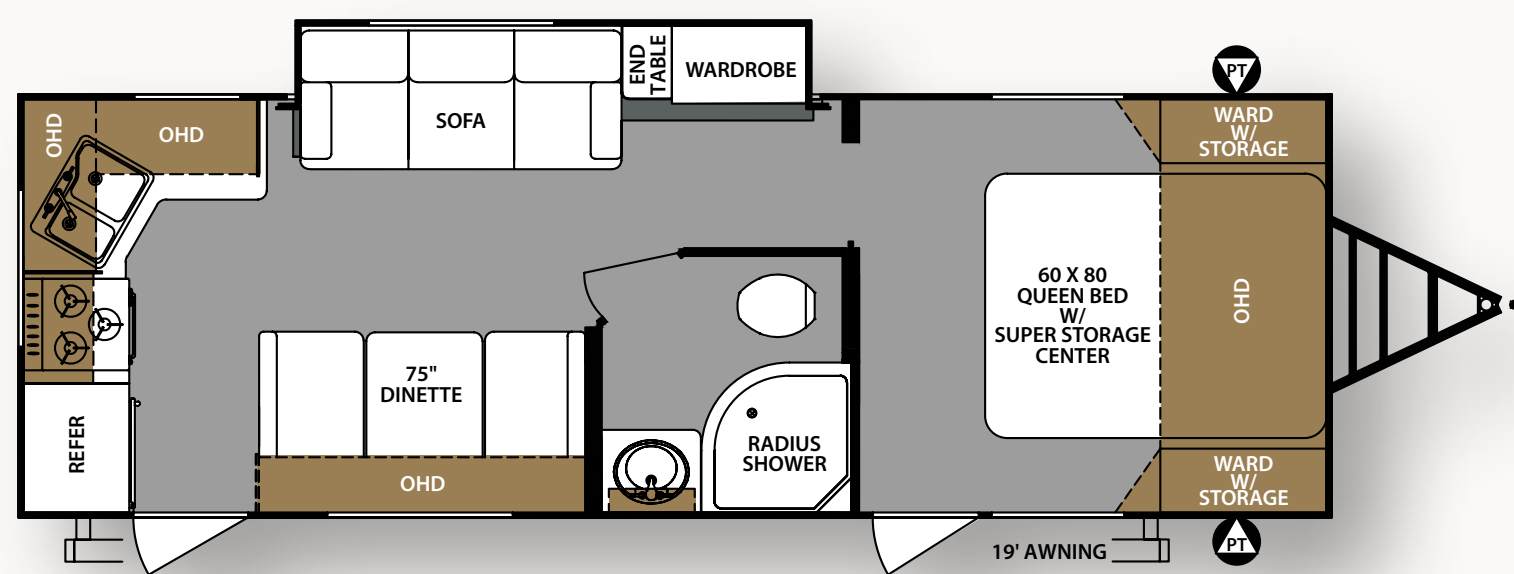 END
TABLE
WARDROBE
PT
SOFA
OHD
OHD
WARD
W/
STORAGE
60 X 80
QUEEN BED
W/
SUPER STORAGE
CENTER
OHD
75"
DINETTE
REFER
OHD
RADIUS
SHOWER
WARD
W/
STORAGE
19' AWNING
PT